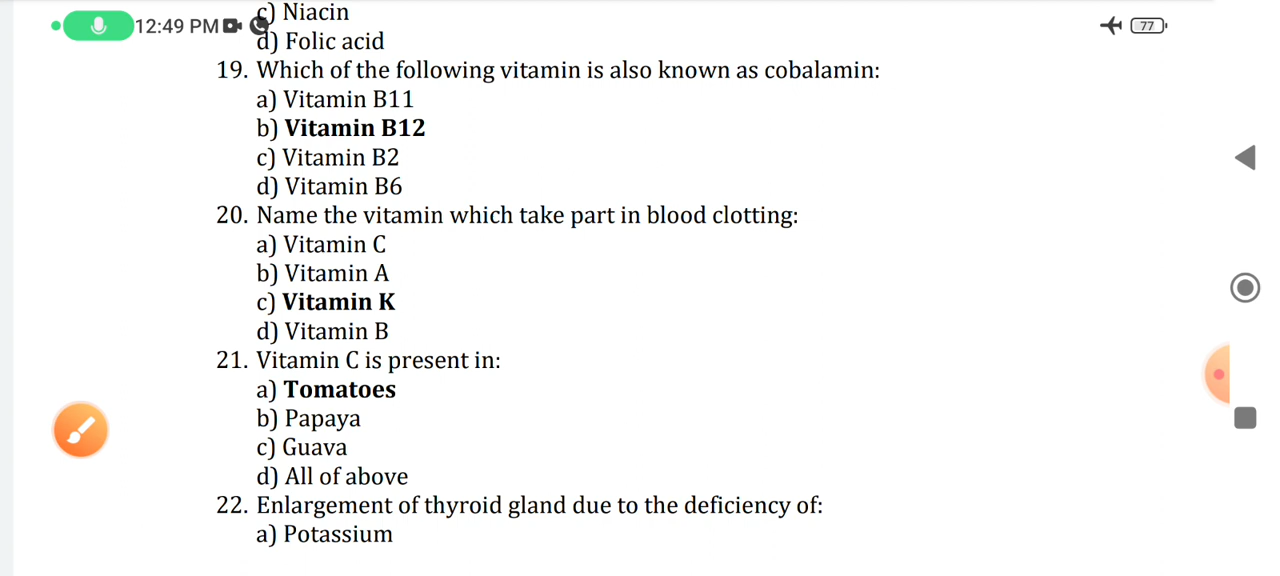 c) Niacin
12:49 PM
77
d) Folic acid
19. Which of the following vitamin is also known as cobalamin:
a) Vitamin B11
b) Vitamin B12
c) Vitamin B2
d) Vitamin B6
20. Name the vitamin which take part in blood clotting:
a) Vitamin C
b) Vitamin A
c) Vitamin K
d) Vitamin B
21. Vitamin C is present in:
a) Tomatoes
b) Papaya
c) Guava
d) All of above
22. Enlargement of thyroid gland due to the deficiency of:
a) Potassium